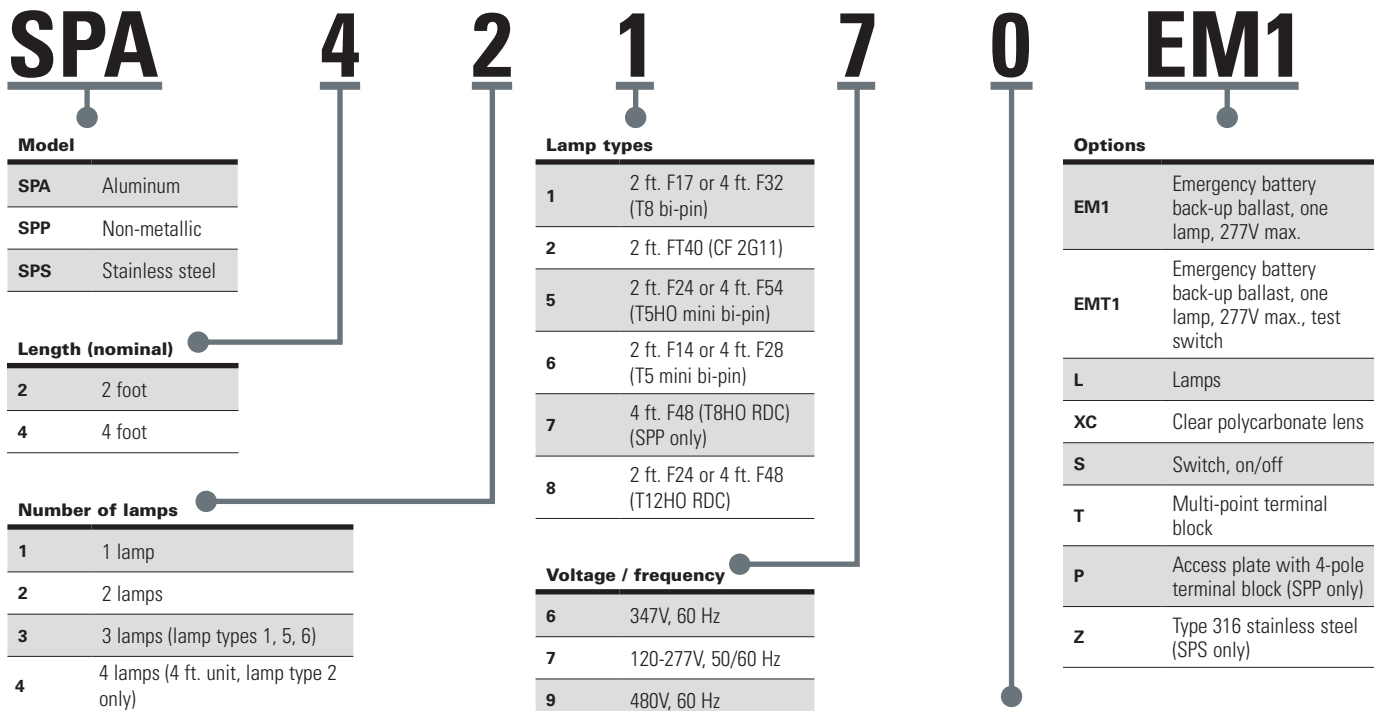 SPA 4 2 1 7 0 EM1
Model
SPA Aluminum
SPP Non-metallic
SPS Stainless steel
Length (nominal)
2 2 foot
4 4 foot
Number of lamps
1 1 lamp
2 2 lamps
3 3 lamps (lamp types 1, 5, 6)
4 4 lamps (4 ft. unit, lamp type 2
only)
Lamp types
1 2 ft. F17 or 4 ft. F32
(T8 bi-pin)
2 2 ft. FT40 (CF 2G11)
5 2 ft. F24 or 4 ft. F54
(T5HO mini bi-pin)
6 2 ft. F14 or 4 ft. F28
(T5 mini bi-pin)
7 4 ft. F48 (T8HO RDC)
(SPP only)
8 2 ft. F24 or 4 ft. F48
(T12HO RDC)
Voltage / frequency
6 347V, 60 Hz
7 120-277V, 50/60 Hz
9 480V, 60 Hz
Options
EM1 Emergency battery
back-up ballast, one
lamp, 277V max.
EMT1 Emergency battery
back-up ballast, one
lamp, 277V max., test
switch
L Lamps
XC Clear polycarbonate lens
S Switch, on/off
T Multi-point terminal
block
P Access plate with 4-pole
terminal block (SPP only)
Z Type 316 stainless steel
(SPS only)